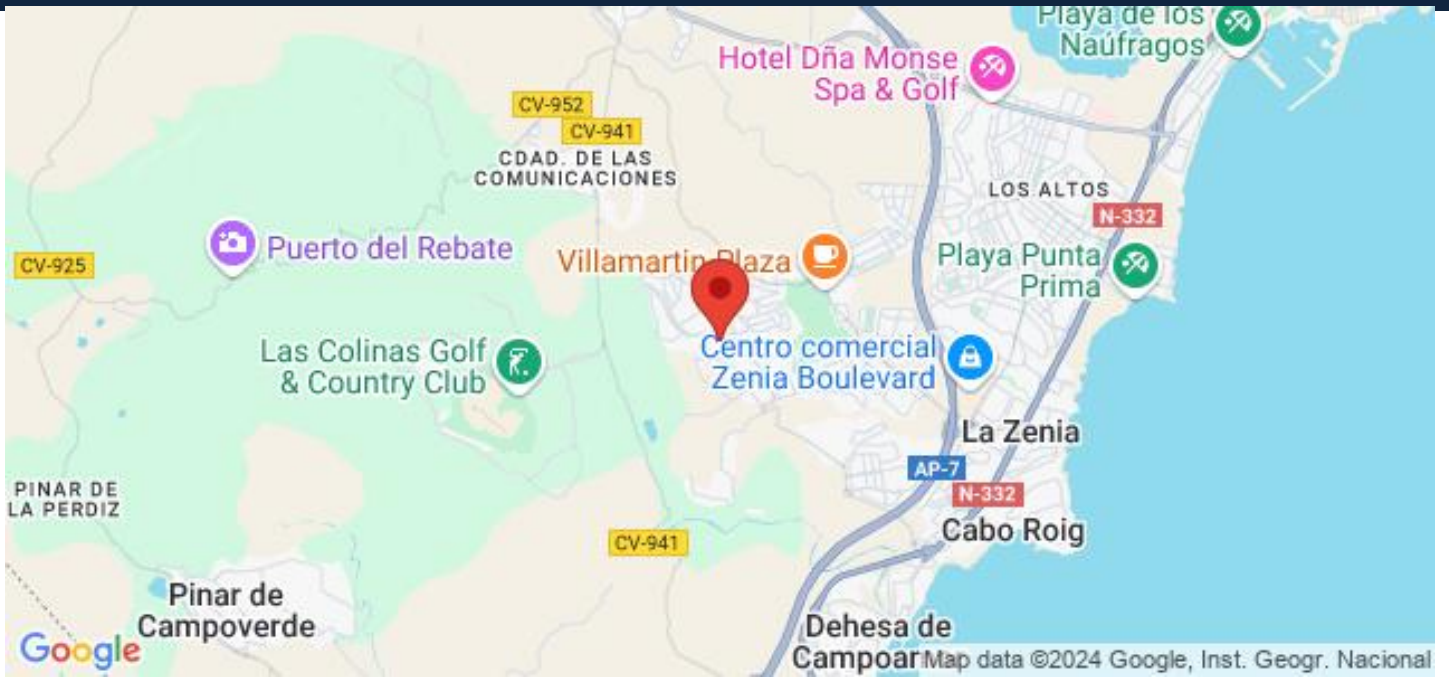 Playa de los
Naúfragos
Hotel Dña Monse
Spa & Golf
CV-952
CV-941
CDAD. DE LAS
COMUNICACIONES
LOS ALTOS
N-332
Puerto del Rebate
CV-925
Villamartin Plaza
Playa Punta
Prima
Las Colinas Golf
& Country Club
Centro comercial
Zenia Boulevard
La Zenia
AP-7
N-332
PINAR DE
LA PERDIZ
Cabo Roig
CV-941
Pinar de
Campoverde
Dehesa de
Google
Map data ©2024 Google, Inst. Geogr. Nacional